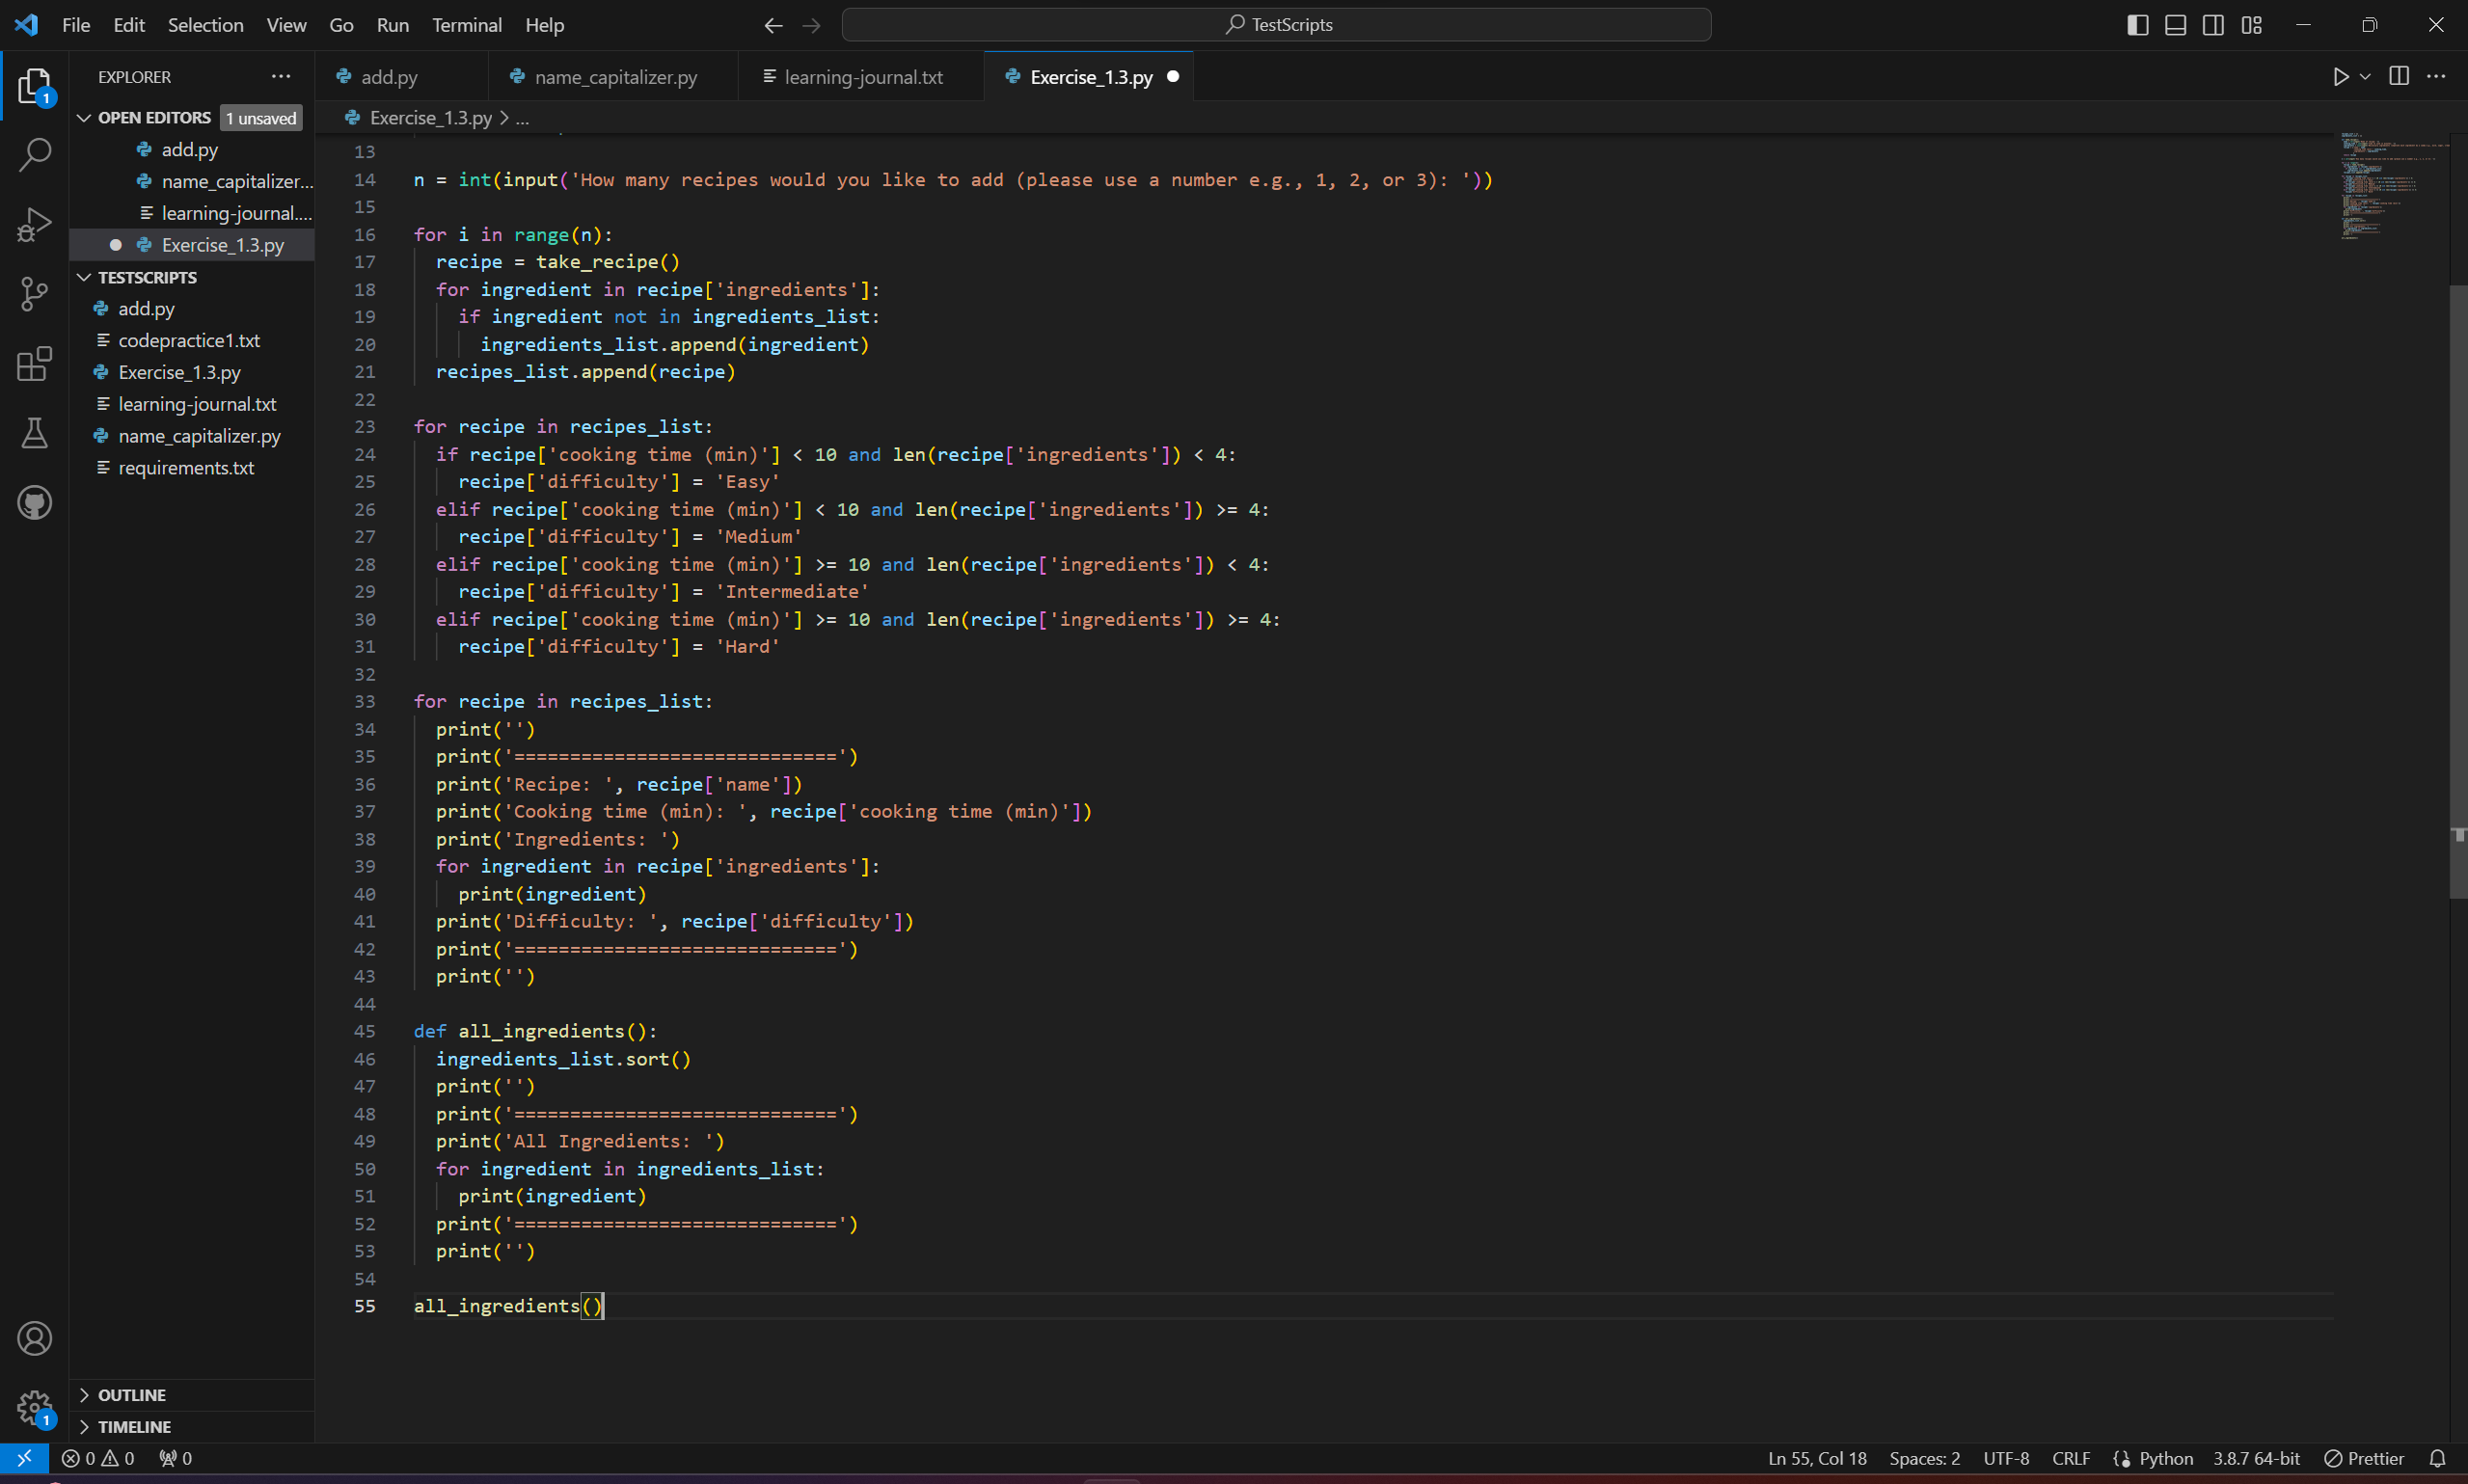 File Edit Selection View Go Run Terminal Help
TestScripts
EXPLORER
add.py
name_capitalizer.py
learning-journal.txt
Exercise_1.3.py
OPEN EDITORS 1 unsaved
add.py
name_capitalizer...
learning-journal....
Exercise_1.3.py
TESTSCRIPTS
add.py
codepractice1.txt
Exercise_1.3.py
learning-journal.txt
name_capitalizer.py
requirements.txt
OUTLINE
TIMELINE
1
1
Exercise_1.3.py > ...
13
14 n = int(input('How many recipes would you like to add (please use a number e.g., 1, 2, or 3): '))
15
16 for i in range(n):
17   recipe = take_recipe()
18   for ingredient in recipe['ingredients']:
19     if ingredient not in ingredients_list:
20       ingredients_list.append(ingredient)
21   recipes_list.append(recipe)
22
23 for recipe in recipes_list:
24   if recipe['cooking time (min)'] < 10 and len(recipe['ingredients']) < 4:
25     recipe['difficulty'] = 'Easy'
26   elif recipe['cooking time (min)'] < 10 and len(recipe['ingredients']) >= 4:
27     recipe['difficulty'] = 'Medium'
28   elif recipe['cooking time (min)'] >= 10 and len(recipe['ingredients']) < 4:
29     recipe['difficulty'] = 'Intermediate'
30   elif recipe['cooking time (min)'] >= 10 and len(recipe['ingredients']) >= 4:
31     recipe['difficulty'] = 'Hard'
32
33 for recipe in recipes_list:
34   print('')
35   print('=============================')
36   print('Recipe: ', recipe['name'])
37   print('Cooking time (min): ', recipe['cooking time (min)'])
38   print('Ingredients: ')
39   for ingredient in recipe['ingredients']:
40     print(ingredient)
41   print('Difficulty: ', recipe['difficulty'])
42   print('=============================')
43   print('')
44
45 def all_ingredients():
46   ingredients_list.sort()
47   print('')
48   print('=============================')
49   print('All Ingredients: ')
50   for ingredient in ingredients_list:
51     print(ingredient)
52   print('=============================')
53   print('')
54
55 all_ingredients()
0 0 0
Ln 55, Col 18 Spaces: 2 UTF-8 CRLF Python 3.8.7 64-bit Prettier